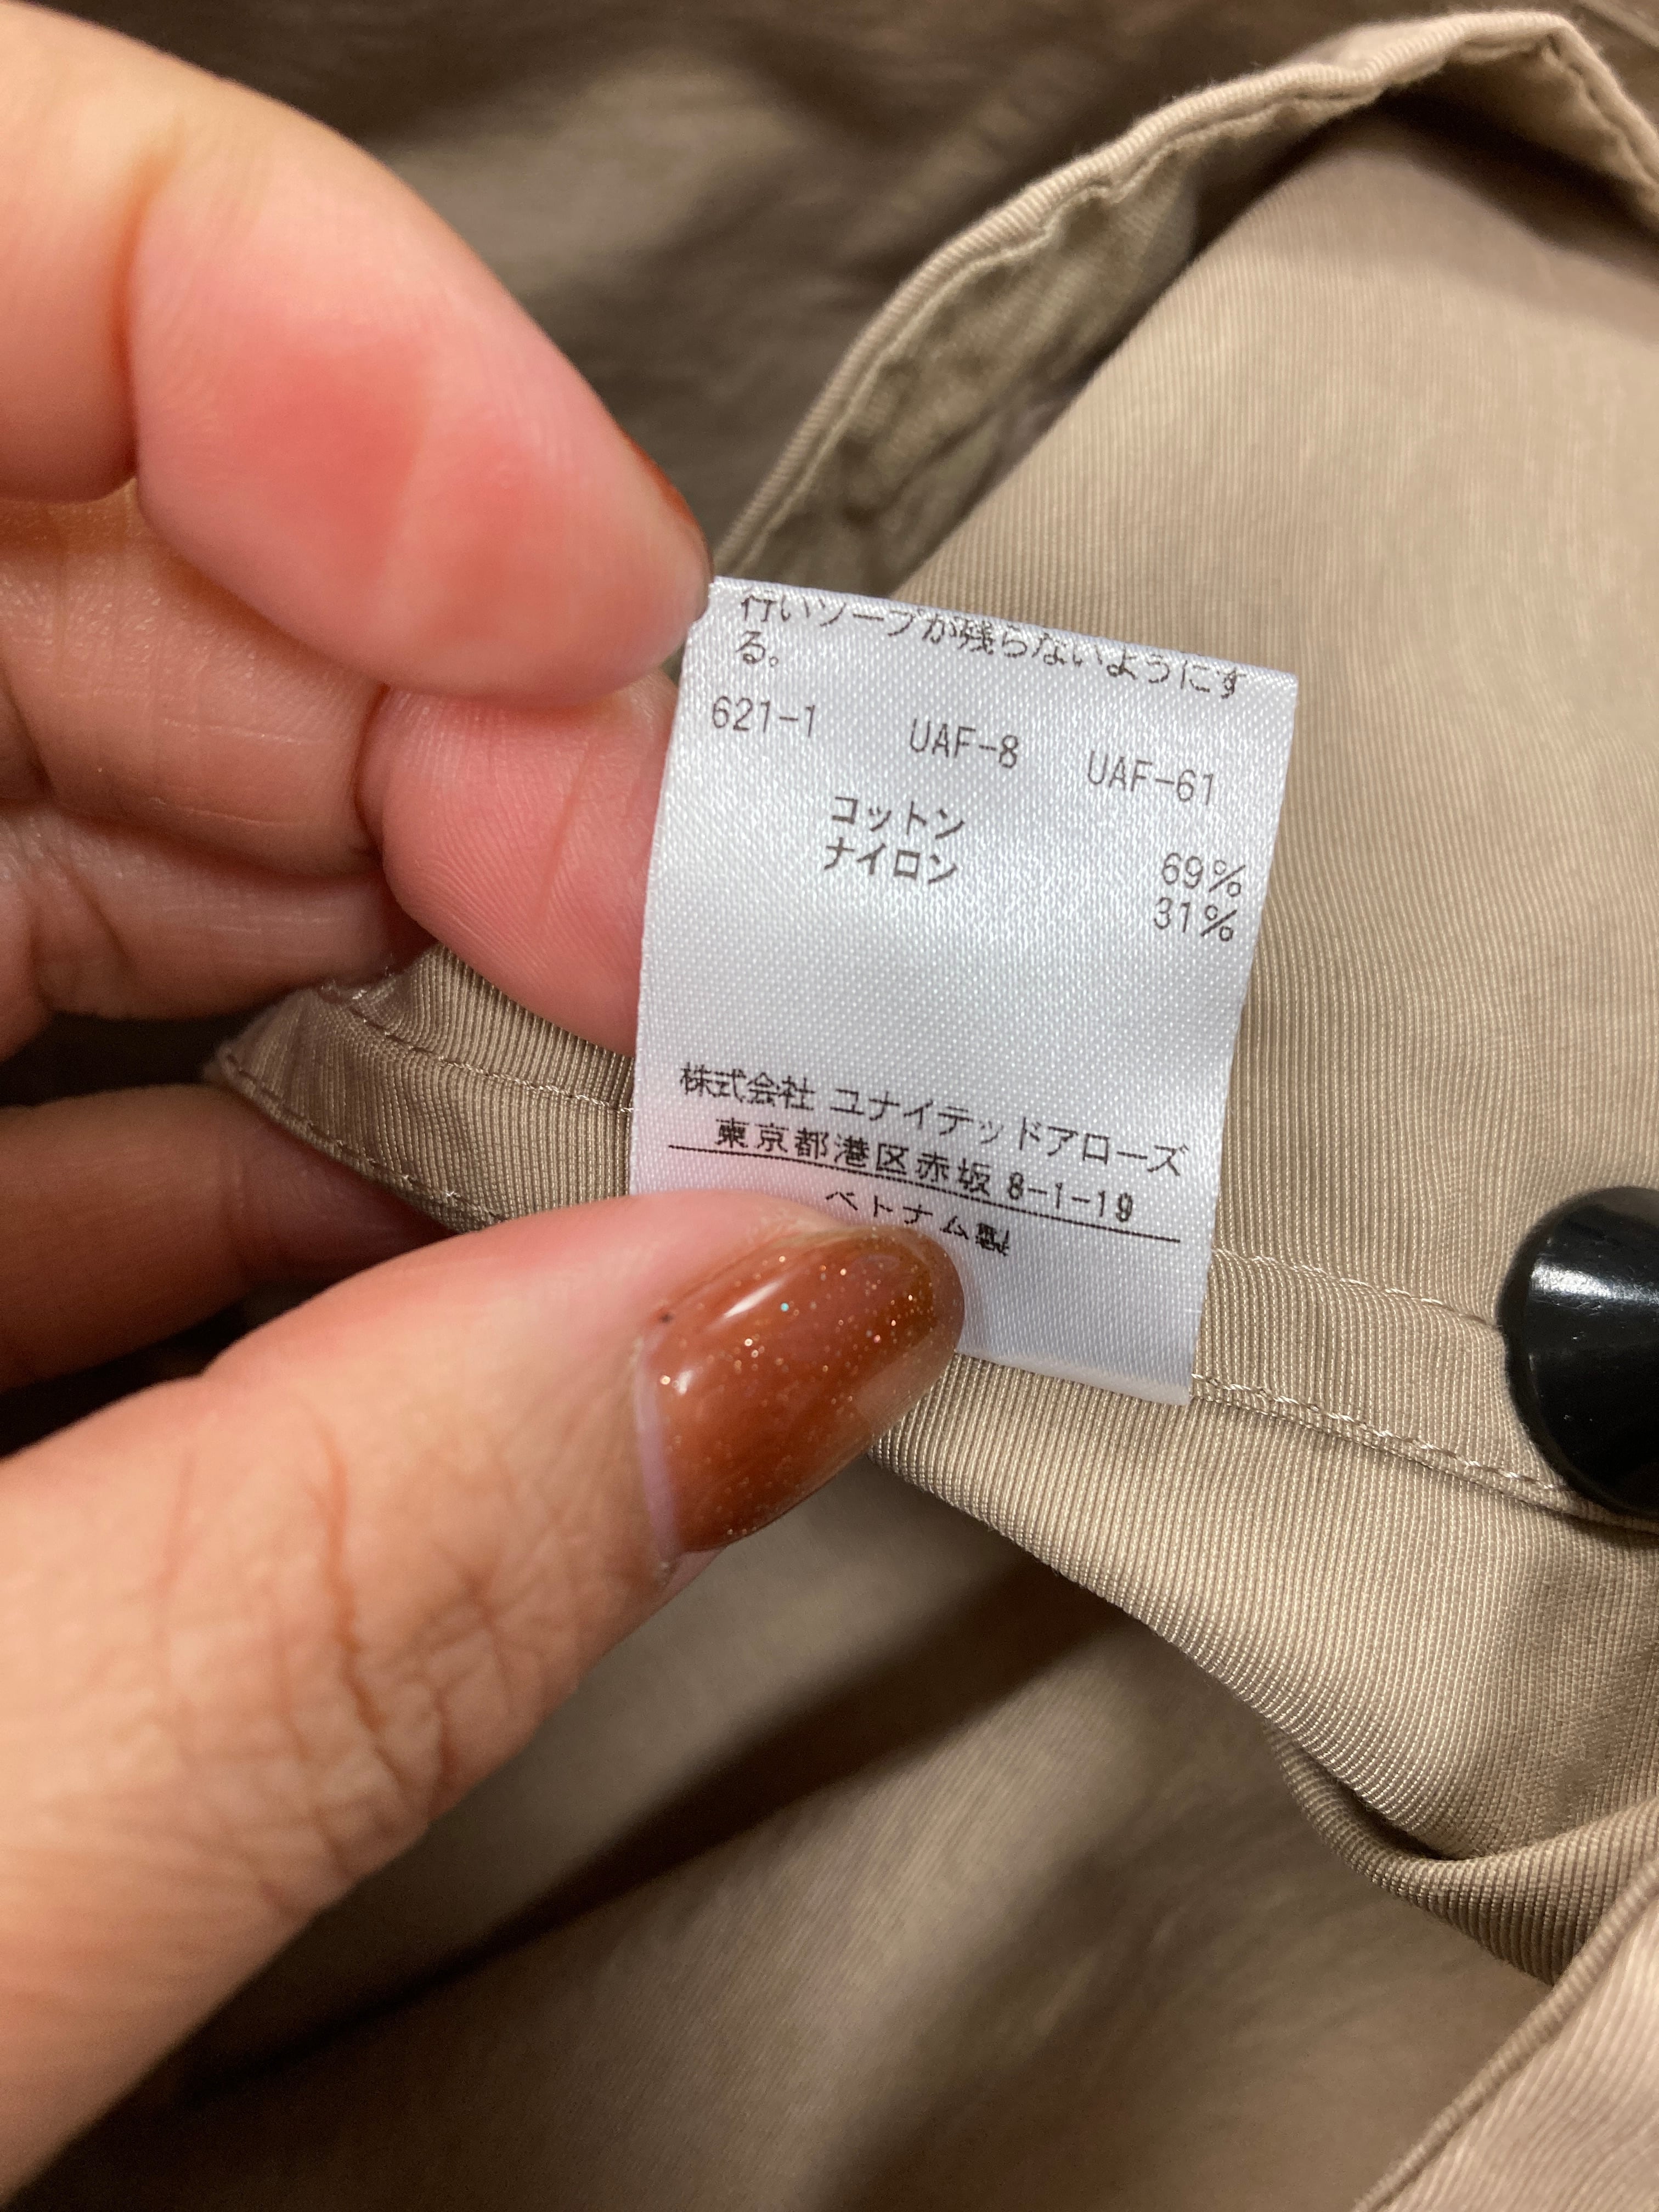 行いソープが残らないようにす
る。
621-1 UAF-8 UAF-61
コットン 69%
ナイロン 31%
株式会社 ユナイテッドアローズ
東京都港区赤坂 8-1-19
ベトナム製